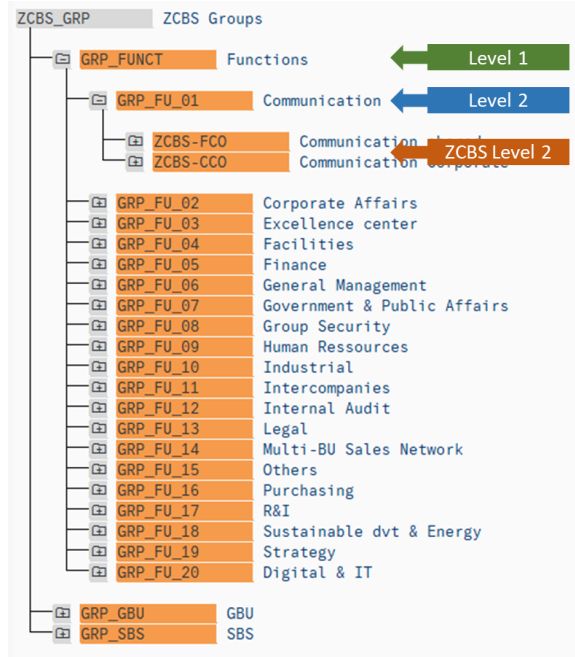 ZCBS_GRP ZCBS Groups
GRP_FUNCT Functions Level 1
GRP_FU_01 Communication Level 2
ZCBS-FCO Communication
ZCBS Level 2
ZCBS-CCO Communication Corporate
GRP_FU_02 Corporate Affairs
GRP_FU_03 Excellence center
GRP_FU_04 Facilities
GRP_FU_05 Finance
GRP_FU_06 General Management
GRP_FU_07 Government & Public Affairs
GRP_FU_08 Group Security
GRP_FU_09 Human Ressources
GRP_FU_10 Industrial
GRP_FU_11 Intercompanies
GRP_FU_12 Internal Audit
GRP_FU_13 Legal
GRP_FU_14 Multi-BU Sales Network
GRP_FU_15 Others
GRP_FU_16 Purchasing
GRP_FU_17 R&I
GRP_FU_18 Sustainable dvt & Energy
GRP_FU_19 Strategy
GRP_FU_20 Digital & IT
GRP_GBU GBU
GRP_SBS SBS